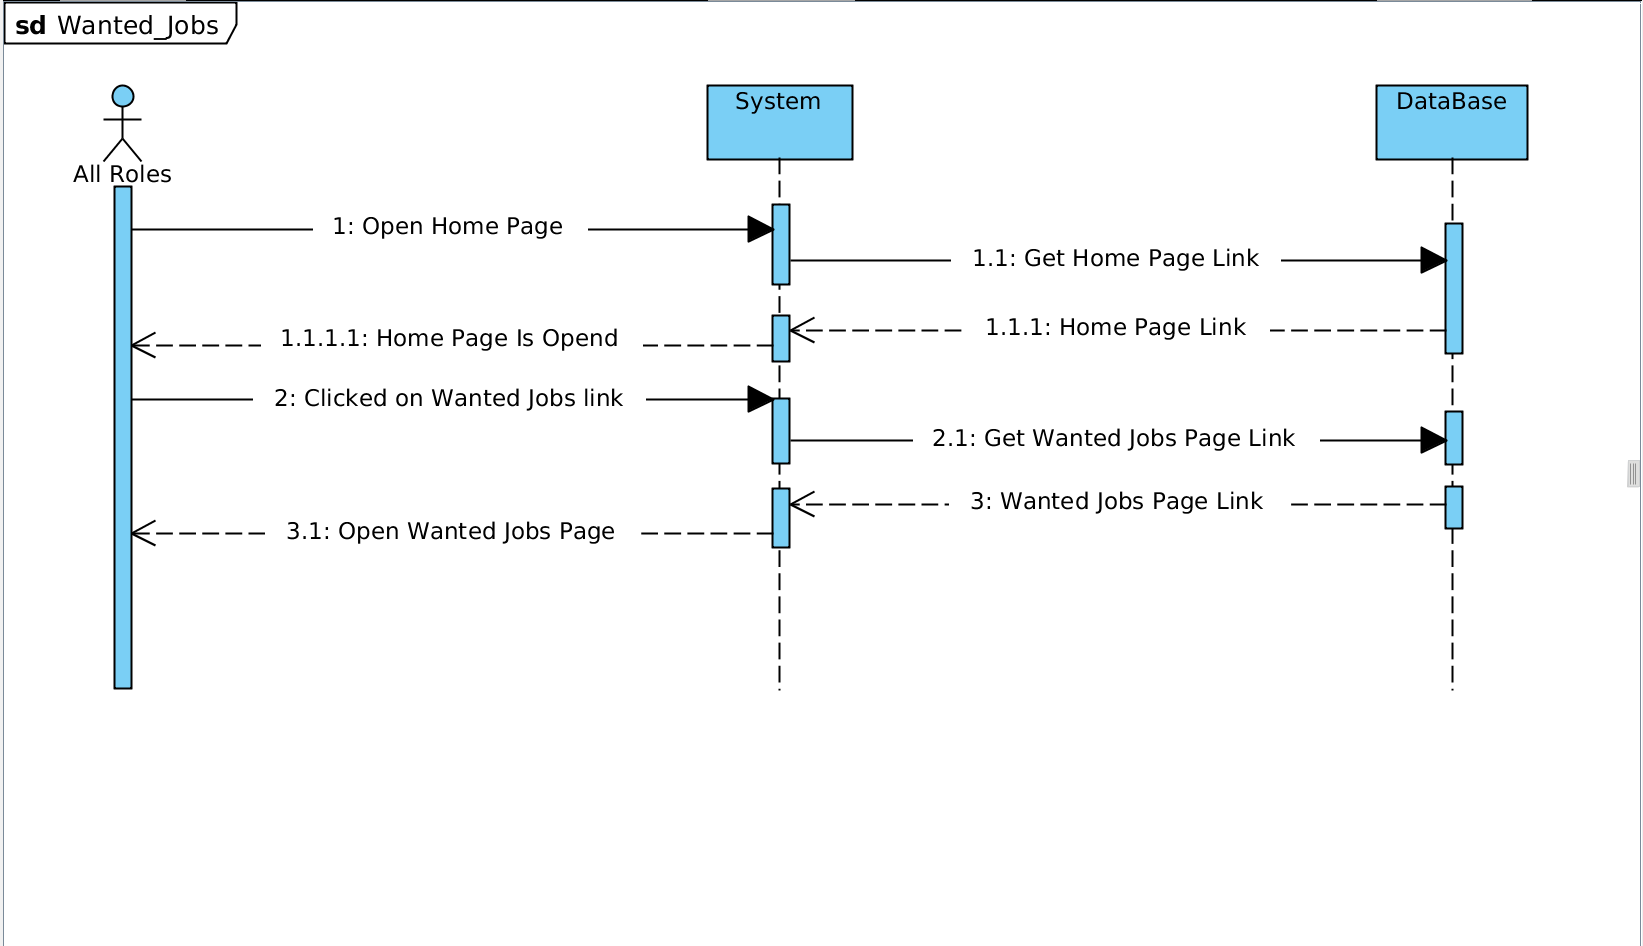 sd Wanted_Jobs
System
DataBase
All Roles
1: Open Home Page
1.1: Get Home Page Link
1.1.1: Home Page Link
1.1.1.1: Home Page Is Opend
2: Clicked on Wanted Jobs link
2.1: Get Wanted Jobs Page Link
3: Wanted Jobs Page Link
3.1: Open Wanted Jobs Page